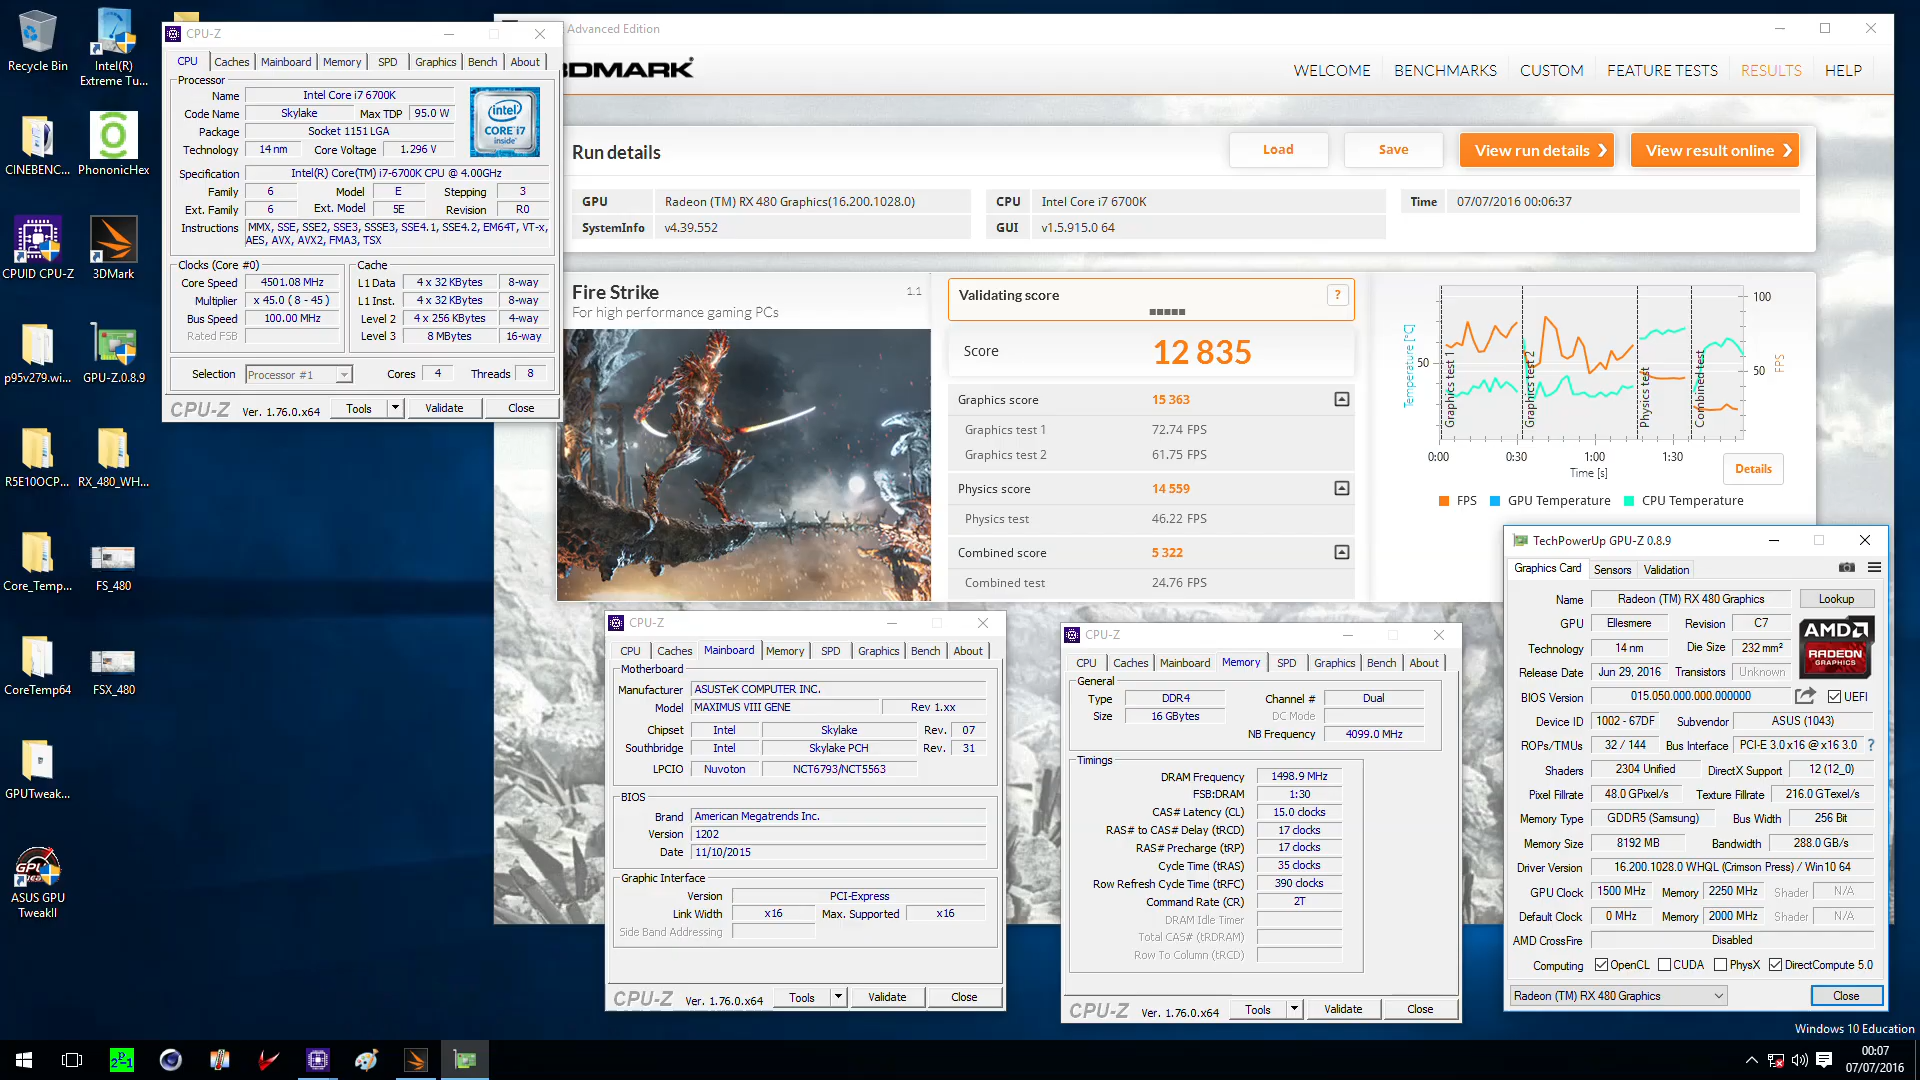 Recycle Bin
Intel(R)
Extreme Tu...
CINEBENC...
PhononicHex
CPUID CPU-Z
3DMark
p95v279.wi...
GPU-Z.0.8.9
R5E10OCP...
RX_480_WH...
Core_Temp...
FS_480
CoreTemp64
FSX_480
GPUTweak...
ASUS GPU
TweakII
CPU-Z
CPU Caches Mainboard Memory SPD Graphics Bench About
Processor
Name Intel Core i7 6700K
Code Name Skylake Max TDP 95.0 W
Package Socket 1151 LGA
Technology 14 nm Core Voltage 1.296 V
intel
CORE i7
inside
Specification Intel(R) Core(TM) i7-6700K CPU @ 4.00GHz
Family 6 Model E Stepping 3
Ext. Family 6 Ext. Model 5E Revision R0
Instructions MMX, SSE, SSE2, SSE3, SSSE3, SSE4.1, SSE4.2, EM64T, VT-x,
AES, AVX, AVX2, FMA3, TSX
Clocks (Core #0)
Core Speed 4501.08 MHz
Multiplier x 45.0 ( 8 - 45 )
Bus Speed 100.00 MHz
Rated FSB
Cache
L1 Data 4 x 32 KBytes 8-way
L1 Inst. 4 x 32 KBytes 8-way
Level 2 4 x 256 KBytes 4-way
Level 3 8 MBytes 16-way
Selection Processor #1 Cores 4 Threads 8
CPU-Z Ver. 1.76.0.x64 Tools Validate Close
Advanced Edition
3DMARK
WELCOME BENCHMARKS CUSTOM FEATURE TESTS RESULTS HELP
Run details
Load Save View run details View result online
GPU Radeon (TM) RX 480 Graphics(16.200.1028.0)
CPU Intel Core i7 6700K
Time 07/07/2016 00:06:37
SystemInfo v4.39.552
GUI v1.5.915.0 64
Fire Strike 1.1
For high performance gaming PCs
Validating score ?
Score 12 835
Graphics score 15 363
Graphics test 1 72.74 FPS
Graphics test 2 61.75 FPS
Physics score 14 559
Physics test 46.22 FPS
Combined score 5 322
Combined test 24.76 FPS
Temperature [°C]
50
Graphics test 1
Graphics test 2
Physics test
Combined test
100
50
FPS
0:00 0:30 1:00 1:30
Time [s]
Details
FPS GPU Temperature CPU Temperature
CPU-Z
CPU Caches Mainboard Memory SPD Graphics Bench About
Motherboard
Manufacturer ASUSTeK COMPUTER INC.
Model MAXIMUS VIII GENE Rev 1.xx
Chipset Intel Skylake Rev. 07
Southbridge Intel Skylake PCH Rev. 31
LPCIO Nuvoton NCT6793/NCT5563
BIOS
Brand American Megatrends Inc.
Version 1202
Date 11/10/2015
Graphic Interface
Version PCI-Express
Link Width x16 Max. Supported x16
Side Band Addressing
CPU-Z Ver. 1.76.0.x64 Tools Validate Close
CPU-Z
CPU Caches Mainboard Memory SPD Graphics Bench About
General
Type DDR4 Channel # Dual
Size 16 GBytes DC Mode
NB Frequency 4099.0 MHz
Timings
DRAM Frequency 1498.9 MHz
FSB:DRAM 1:30
CAS# Latency (CL) 15.0 clocks
RAS# to CAS# Delay (tRCD) 17 clocks
RAS# Precharge (tRP) 17 clocks
Cycle Time (tRAS) 35 clocks
Row Refresh Cycle Time (tRFC) 390 clocks
Command Rate (CR) 2T
DRAM Idle Timer
Total CAS# (tRDRAM)
Row To Column (tRCD)
CPU-Z Ver. 1.76.0.x64 Tools Validate Close
TechPowerUp GPU-Z 0.8.9
Graphics Card Sensors Validation
Name Radeon (TM) RX 480 Graphics Lookup
GPU Ellesmere Revision C7
AMD
RADEON
GRAPHICS
Technology 14 nm Die Size 232 mm²
Release Date Jun 29, 2016 Transistors Unknown
BIOS Version 015.050.000.000.000000 UEFI
Device ID 1002 - 67DF Subvendor ASUS (1043)
ROPs/TMUs 32 / 144 Bus Interface PCI-E 3.0 x16 @ x16 3.0 ?
Shaders 2304 Unified DirectX Support 12 (12_0)
Pixel Fillrate 48.0 GPixel/s Texture Fillrate 216.0 GTexel/s
Memory Type GDDR5 (Samsung) Bus Width 256 Bit
Memory Size 8192 MB Bandwidth 288.0 GB/s
Driver Version 16.200.1028.0 WHQL (Crimson Press) / Win10 64
GPU Clock 1500 MHz Memory 2250 MHz Shader N/A
Default Clock 0 MHz Memory 2000 MHz Shader N/A
AMD CrossFire Disabled
Computing OpenCL CUDA PhysX DirectCompute 5.0
Radeon (TM) RX 480 Graphics Close
Windows 10 Education
00:07
07/07/2016